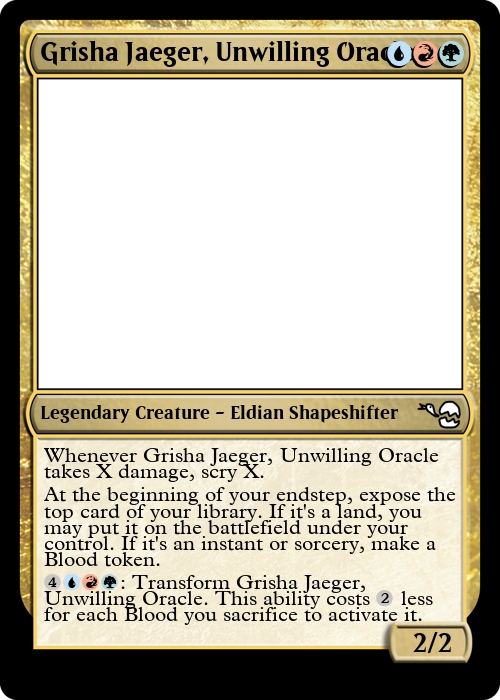 Grisha Jaeger, Unwilling Orac
Legendary Creature – Eldian Shapeshifter
Whenever Grisha Jaeger, Unwilling Oracle
takes X damage, scry X.
At the beginning of your endstep, expose the
top card of your library. If it's a land, you
may put it on the battlefield under your
control. If it's an instant or sorcery, make a
Blood token.
4: Transform Grisha Jaeger,
Unwilling Oracle. This ability costs 2 less
for each Blood you sacrifice to activate it.
2/2